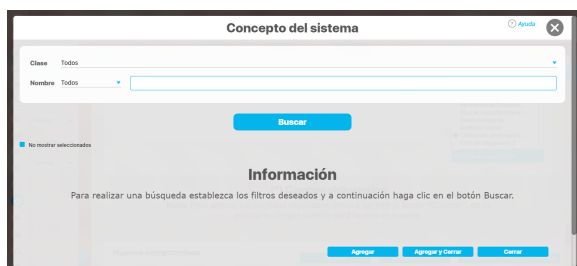 Concepto del sistema
? Ayuda
Clase Todos
Nombre Todos
Buscar
No mostrar seleccionados
Información
Para realizar una búsqueda establezca los filtros deseados y a continuación haga clic en el botón Buscar.
Agregar Agregar y Cerrar Cerrar